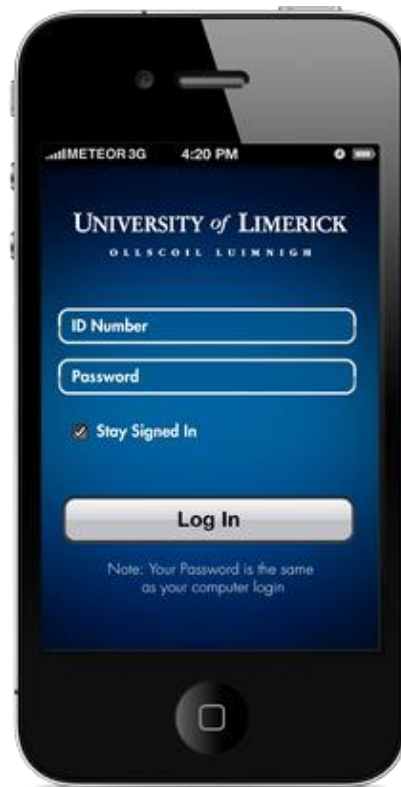 METEOR 3G 4:20 PM
UNIVERSITY of LIMERICK
OLLSCOIL LUIMNIGH
ID Number
Password
Stay Signed In
Log In
Note: Your Password is the same
as your computer login